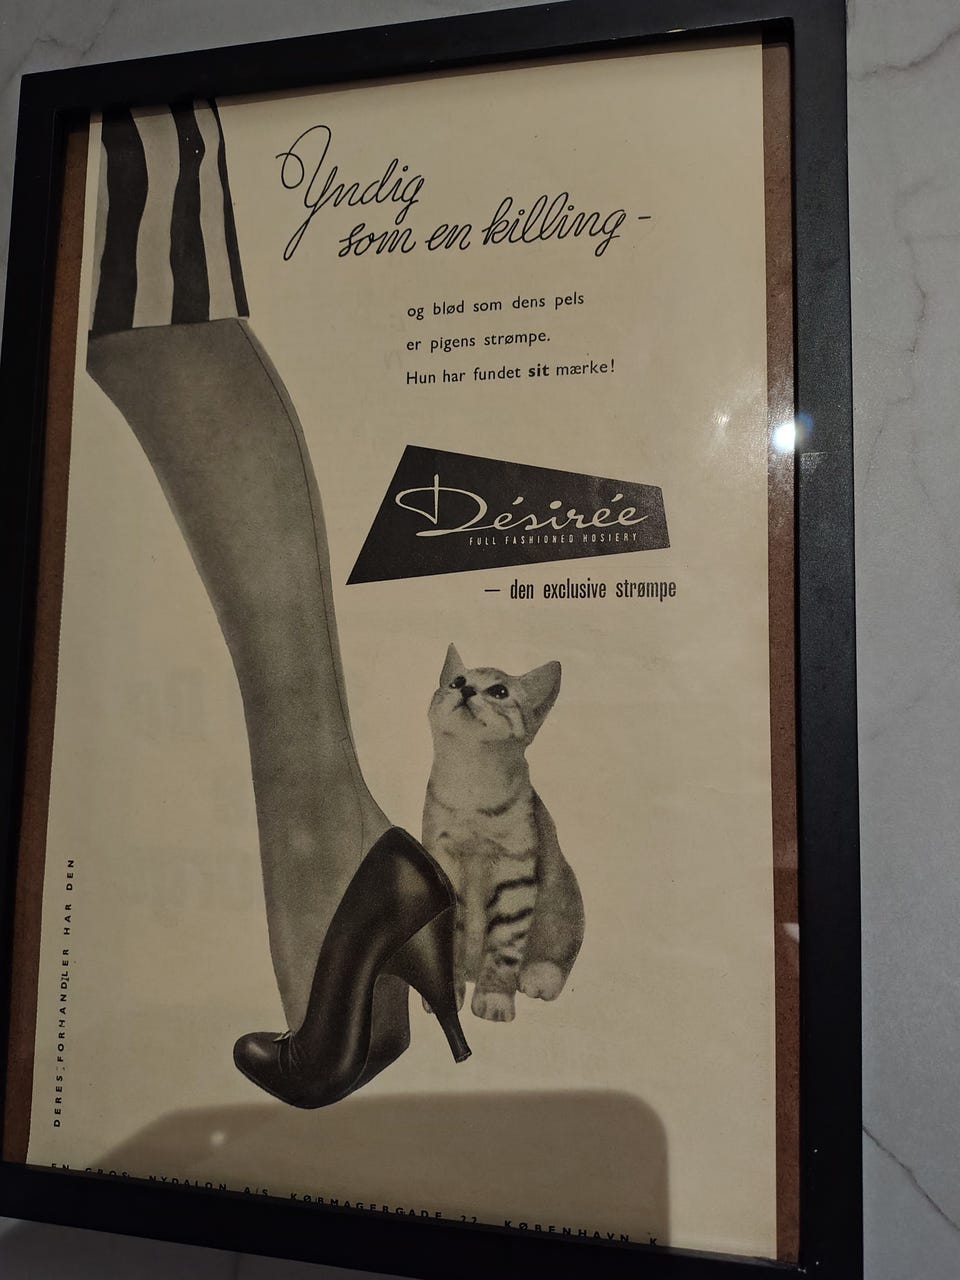 Yndig
som en killing -
og blød som dens pels
er pigens strømpe.
Hun har fundet sit mærke!
Désirée
FULL FASHIONED HOSIERY
— den exclusive strømpe
DERES FORHANDLER HAR DEN
EN GROS: NYDALON A/S KØBMAGERGADE 22 KØBENHAVN K